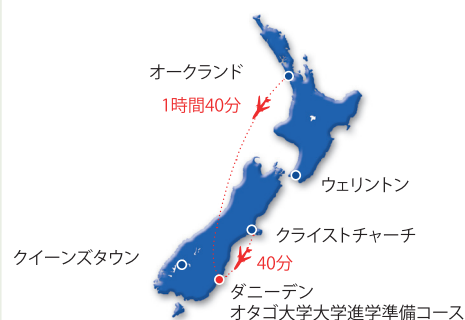 オークランド
1時間40分
ウェリントン
クライストチャーチ
クイーンズタウン
40分
ダニーデン
オタゴ大学大学進学準備コース